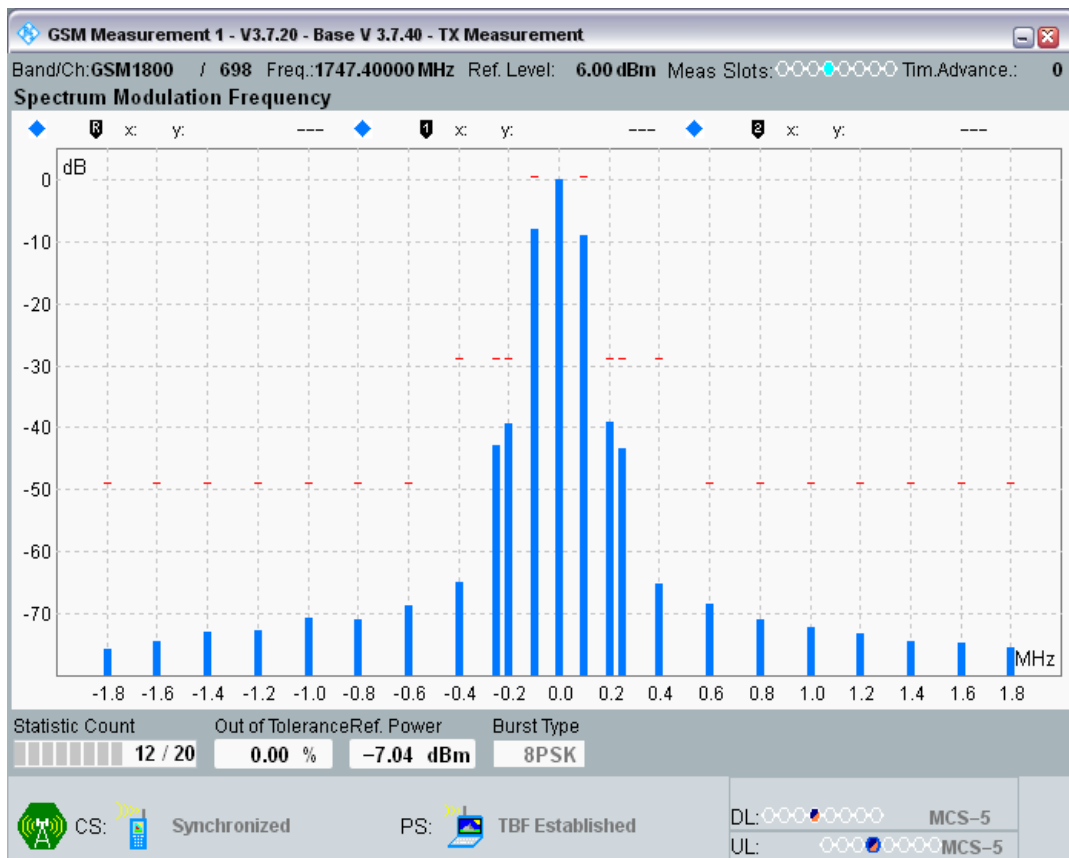 GSM Measurement 1 - V3.7.20 - Base V 3.7.40 - TX Measurement
Band/Ch:GSM1800 / 698 Freq.:1747.40000 MHz Ref. Level: 6.00 dBm Meas Slots: Tim.Advance.: 0
Spectrum Modulation Frequency
R x: y: --- 1 x: y: --- 2 x: y: ---
dB
0
-10
-20
-30
-40
-50
-60
-70
MHz
-1.8 -1.6 -1.4 -1.2 -1.0 -0.8 -0.6 -0.4 -0.2 0.0 0.2 0.4 0.6 0.8 1.0 1.2 1.4 1.6 1.8
Statistic Count Out of Tolerance Ref. Power Burst Type
12 / 20 0.00 % −7.04 dBm 8PSK
CS: Synchronized PS: TBF Established
DL: MCS−5
UL: MCS−5